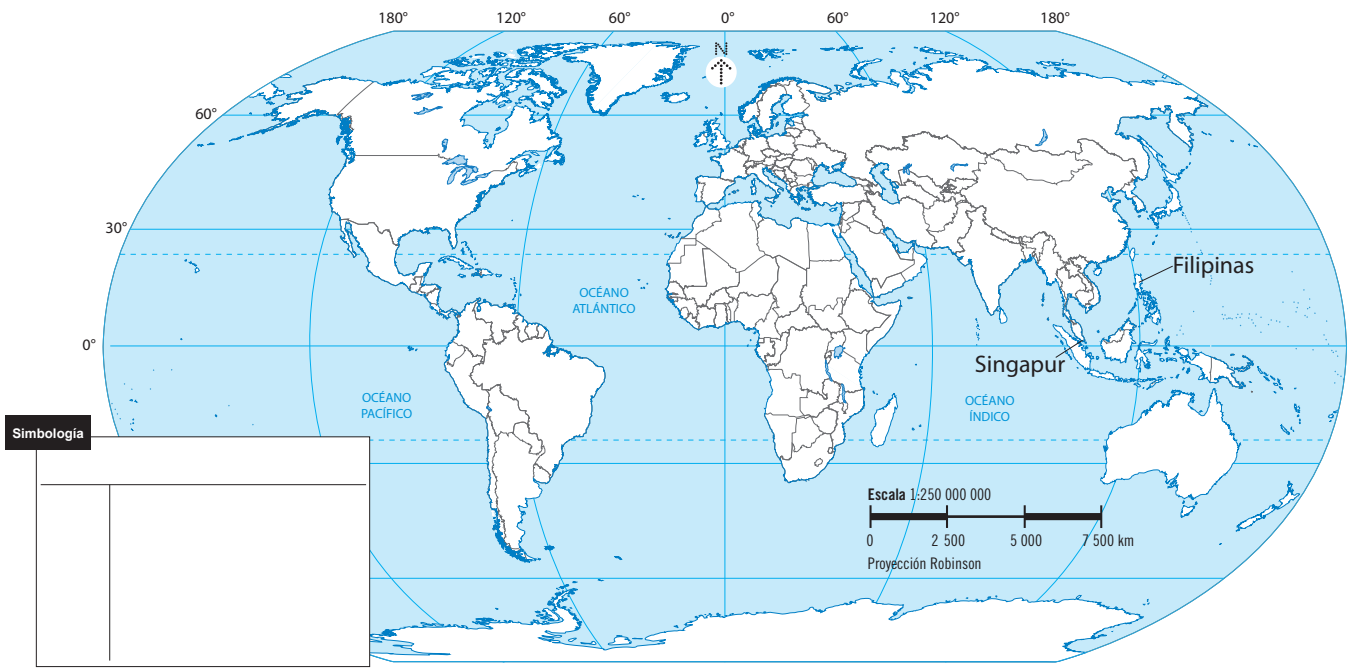 180° 120° 60° 0° 60° 120° 180°
N
60°
30°
Filipinas
OCÉANO
ATLÁNTICO
0°
Singapur
OCÉANO
PACÍFICO
OCÉANO
ÍNDICO
Simbología
Escala 1:250 000 000
0 2 500 5 000 7 500 km
Proyección Robinson